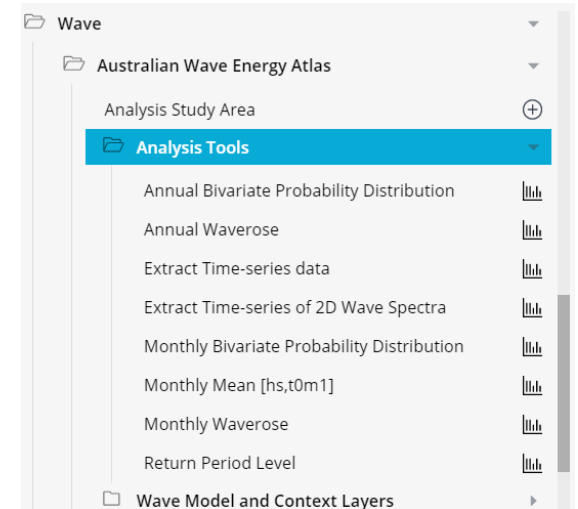 Wave
Australian Wave Energy Atlas
Analysis Study Area
Analysis Tools
Annual Bivariate Probability Distribution
Annual Waverose
Extract Time-series data
Extract Time-series of 2D Wave Spectra
Monthly Bivariate Probability Distribution
Monthly Mean [hs,t0m1]
Monthly Waverose
Return Period Level
Wave Model and Context Layers